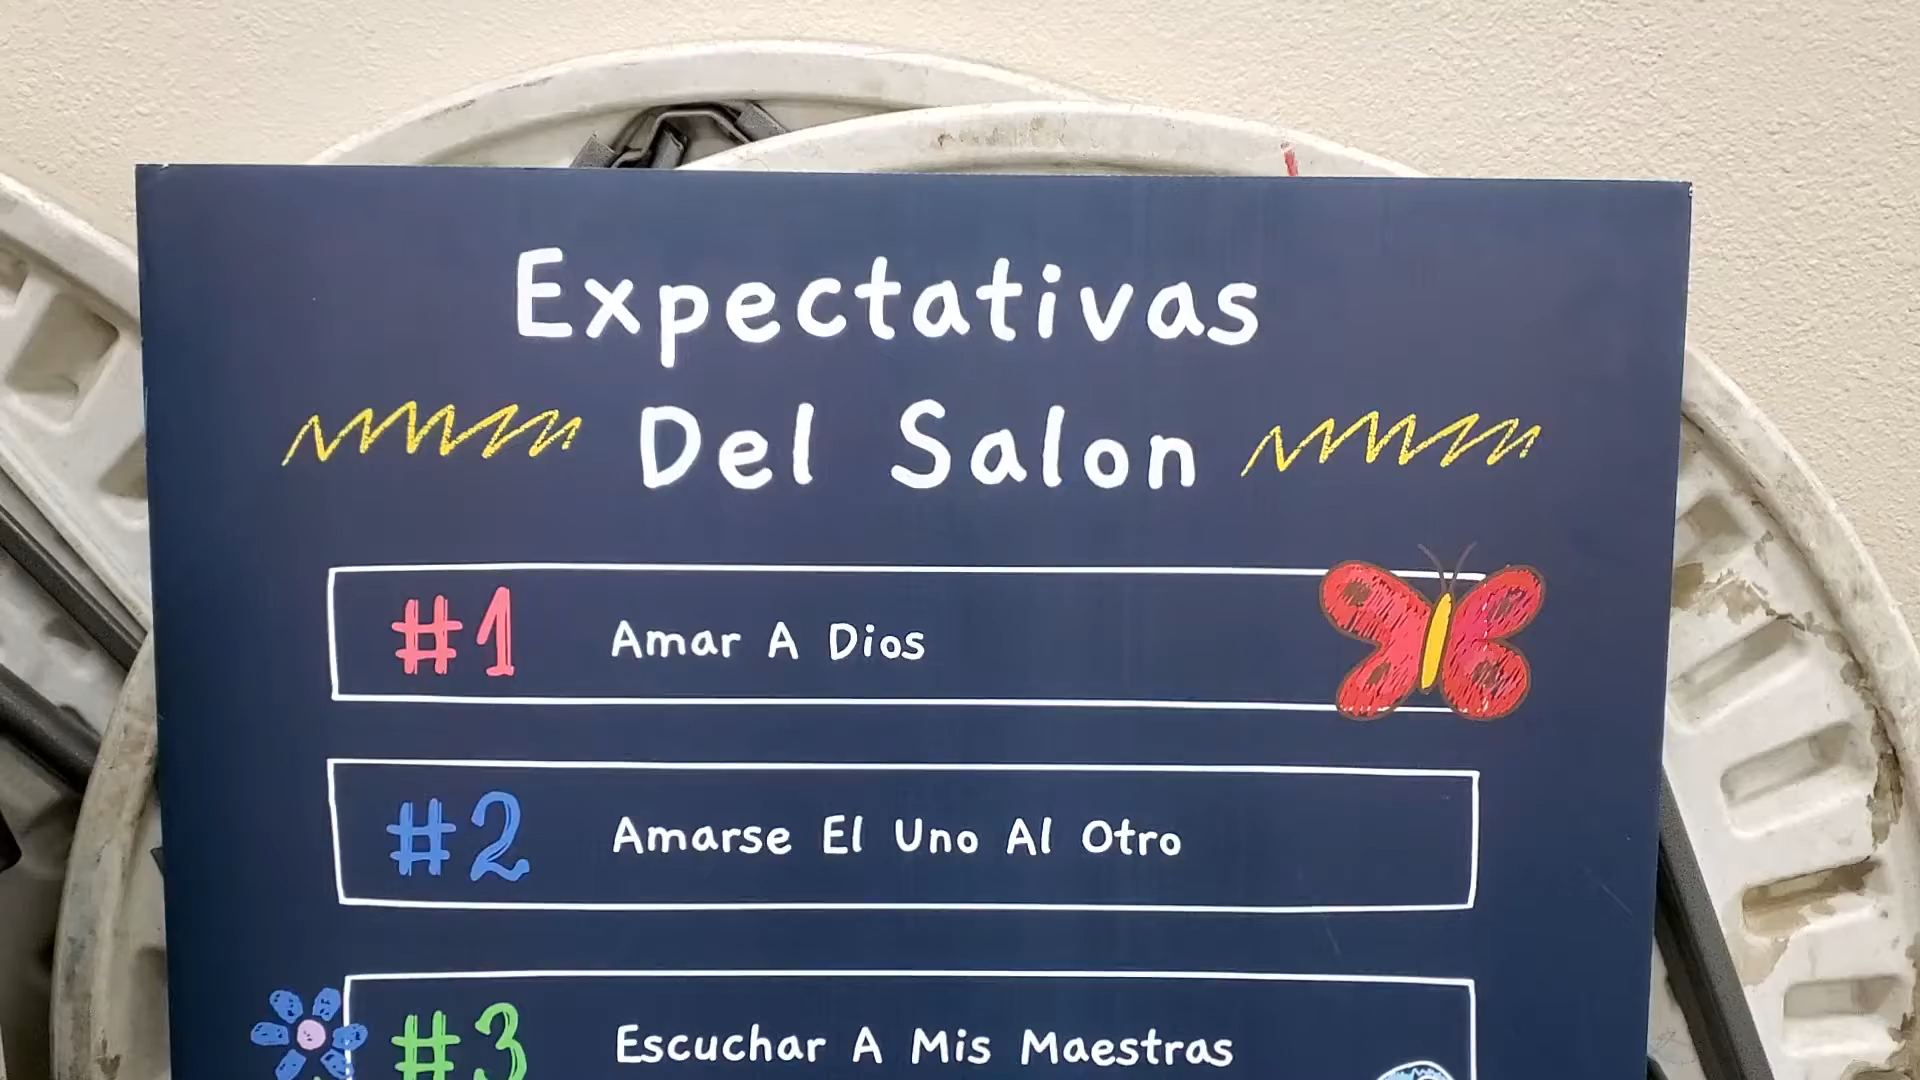 Expectativas
Del Salon
#1 Amar A Dios
#2 Amarse El Uno Al Otro
#3 Escuchar A Mis Maestras